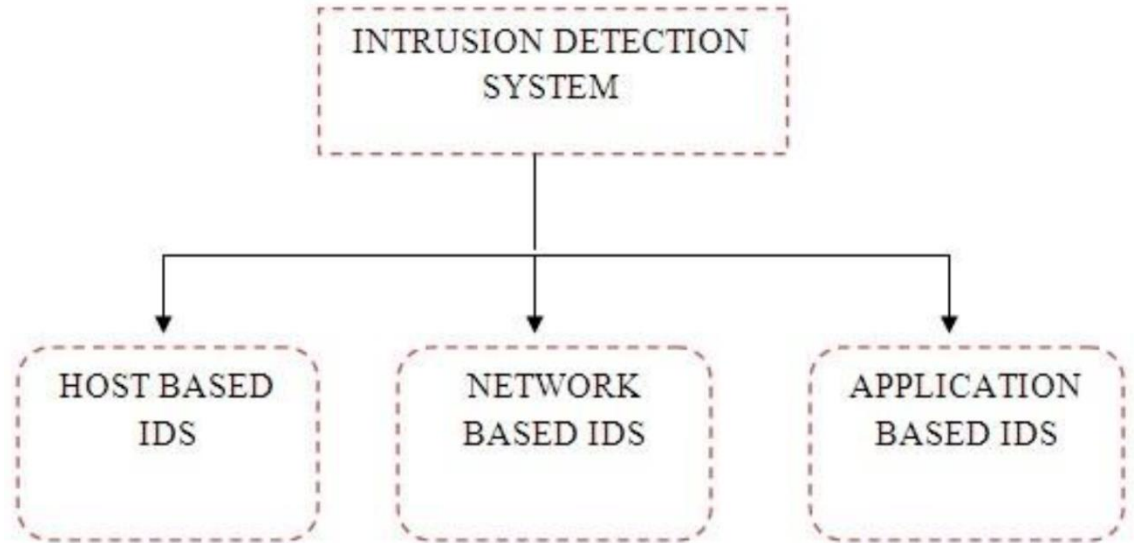 INTRUSION DETECTION
SYSTEM
HOST BASED
IDS
NETWORK
BASED IDS
APPLICATION
BASED IDS